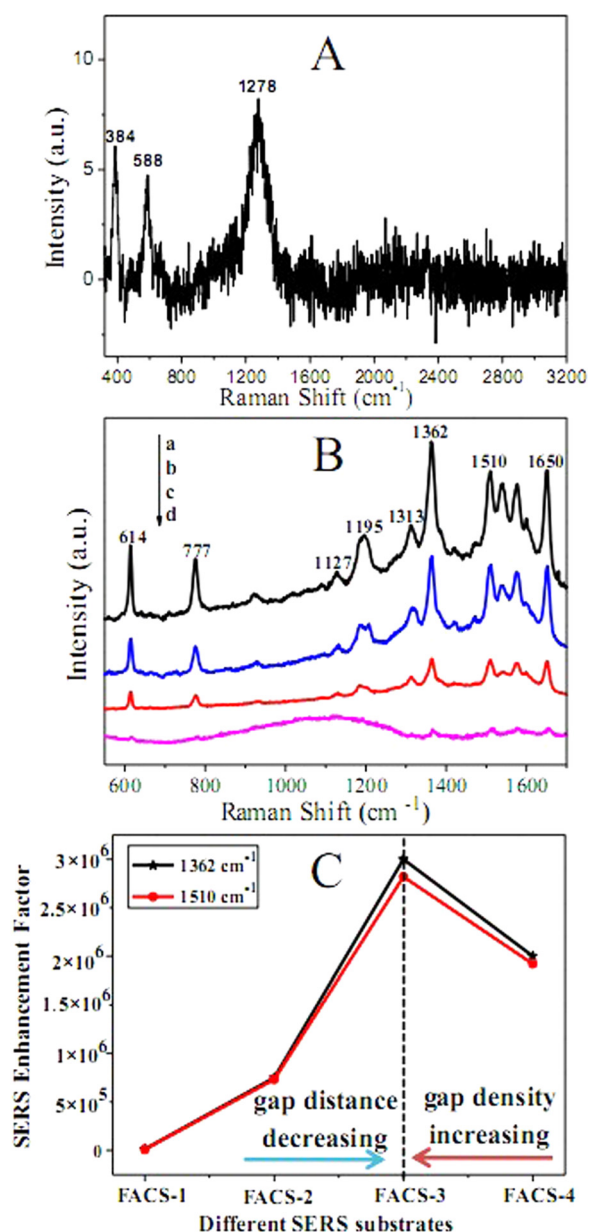 A
10
5
0
Intensity (a.u.)
384
588
1278
400 800 1200 1600 2000 2400 2800 3200
Raman Shift (cm⁻¹)
B
a
b
c
d
Intensity (a.u.)
614
777
1127
1195
1313
1362
1510
1650
600 800 1000 1200 1400 1600
Raman Shift (cm ⁻¹)
C
1362 cm⁻¹
1510 cm⁻¹
SERS Enhancement Factor
3×10⁶
2.5×10⁶
2×10⁶
1.5×10⁶
1×10⁶
5×10⁵
0
gap distance
decreasing
gap density
increasing
FACS-1 FACS-2 FACS-3 FACS-4
Different SERS substrates